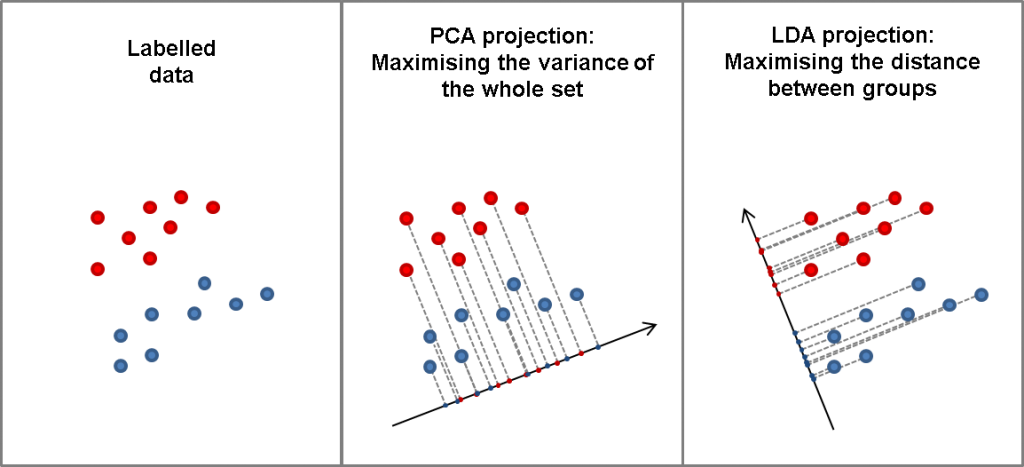 Labelled
data
PCA projection:
Maximising the variance of
the whole set
LDA projection:
Maximising the distance
between groups